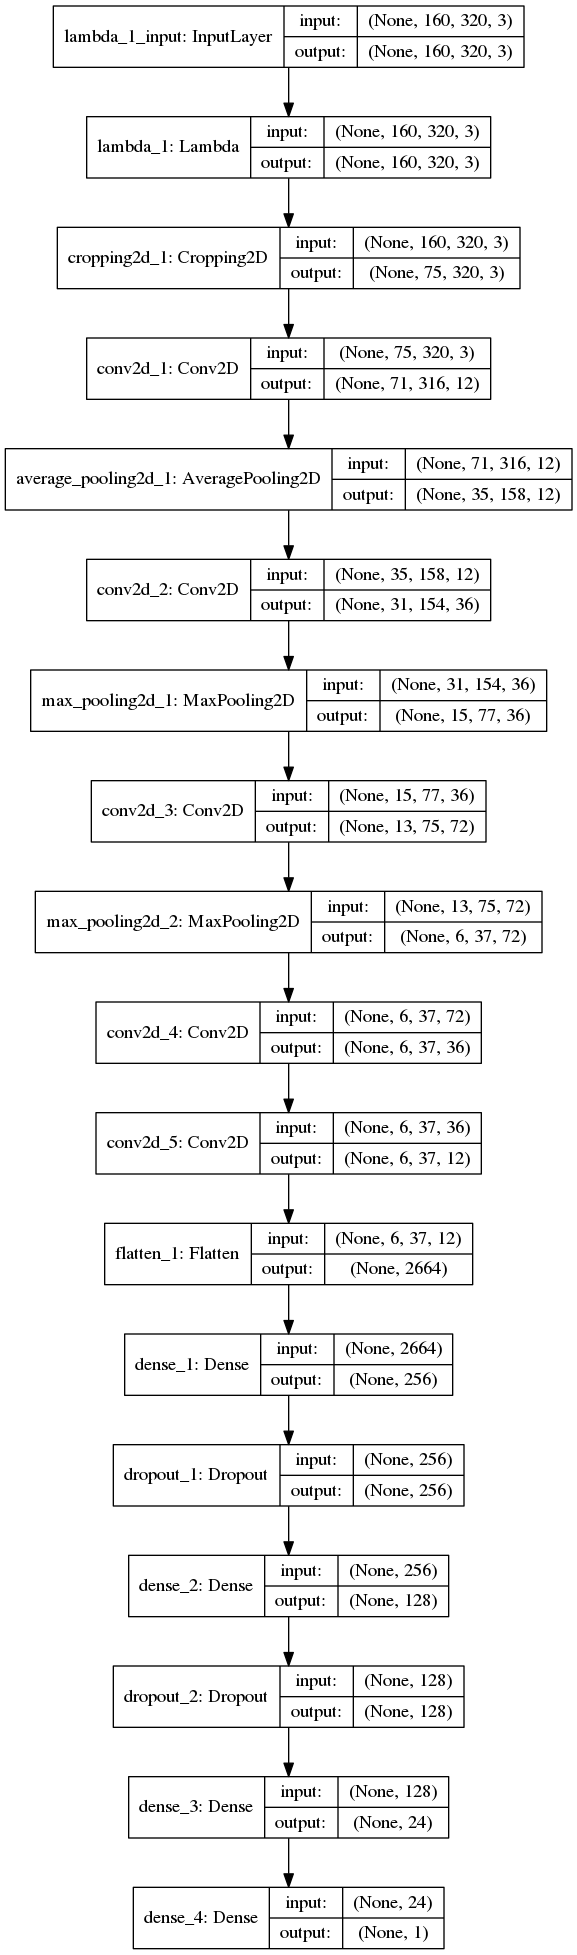 lambda_1_input: InputLayer
input: (None, 160, 320, 3)
output: (None, 160, 320, 3)
lambda_1: Lambda
input: (None, 160, 320, 3)
output: (None, 160, 320, 3)
cropping2d_1: Cropping2D
input: (None, 160, 320, 3)
output: (None, 75, 320, 3)
conv2d_1: Conv2D
input: (None, 75, 320, 3)
output: (None, 71, 316, 12)
average_pooling2d_1: AveragePooling2D
input: (None, 71, 316, 12)
output: (None, 35, 158, 12)
conv2d_2: Conv2D
input: (None, 35, 158, 12)
output: (None, 31, 154, 36)
max_pooling2d_1: MaxPooling2D
input: (None, 31, 154, 36)
output: (None, 15, 77, 36)
conv2d_3: Conv2D
input: (None, 15, 77, 36)
output: (None, 13, 75, 72)
max_pooling2d_2: MaxPooling2D
input: (None, 13, 75, 72)
output: (None, 6, 37, 72)
conv2d_4: Conv2D
input: (None, 6, 37, 72)
output: (None, 6, 37, 36)
conv2d_5: Conv2D
input: (None, 6, 37, 36)
output: (None, 6, 37, 12)
flatten_1: Flatten
input: (None, 6, 37, 12)
output: (None, 2664)
dense_1: Dense
input: (None, 2664)
output: (None, 256)
dropout_1: Dropout
input: (None, 256)
output: (None, 256)
dense_2: Dense
input: (None, 256)
output: (None, 128)
dropout_2: Dropout
input: (None, 128)
output: (None, 128)
dense_3: Dense
input: (None, 128)
output: (None, 24)
dense_4: Dense
input: (None, 24)
output: (None, 1)